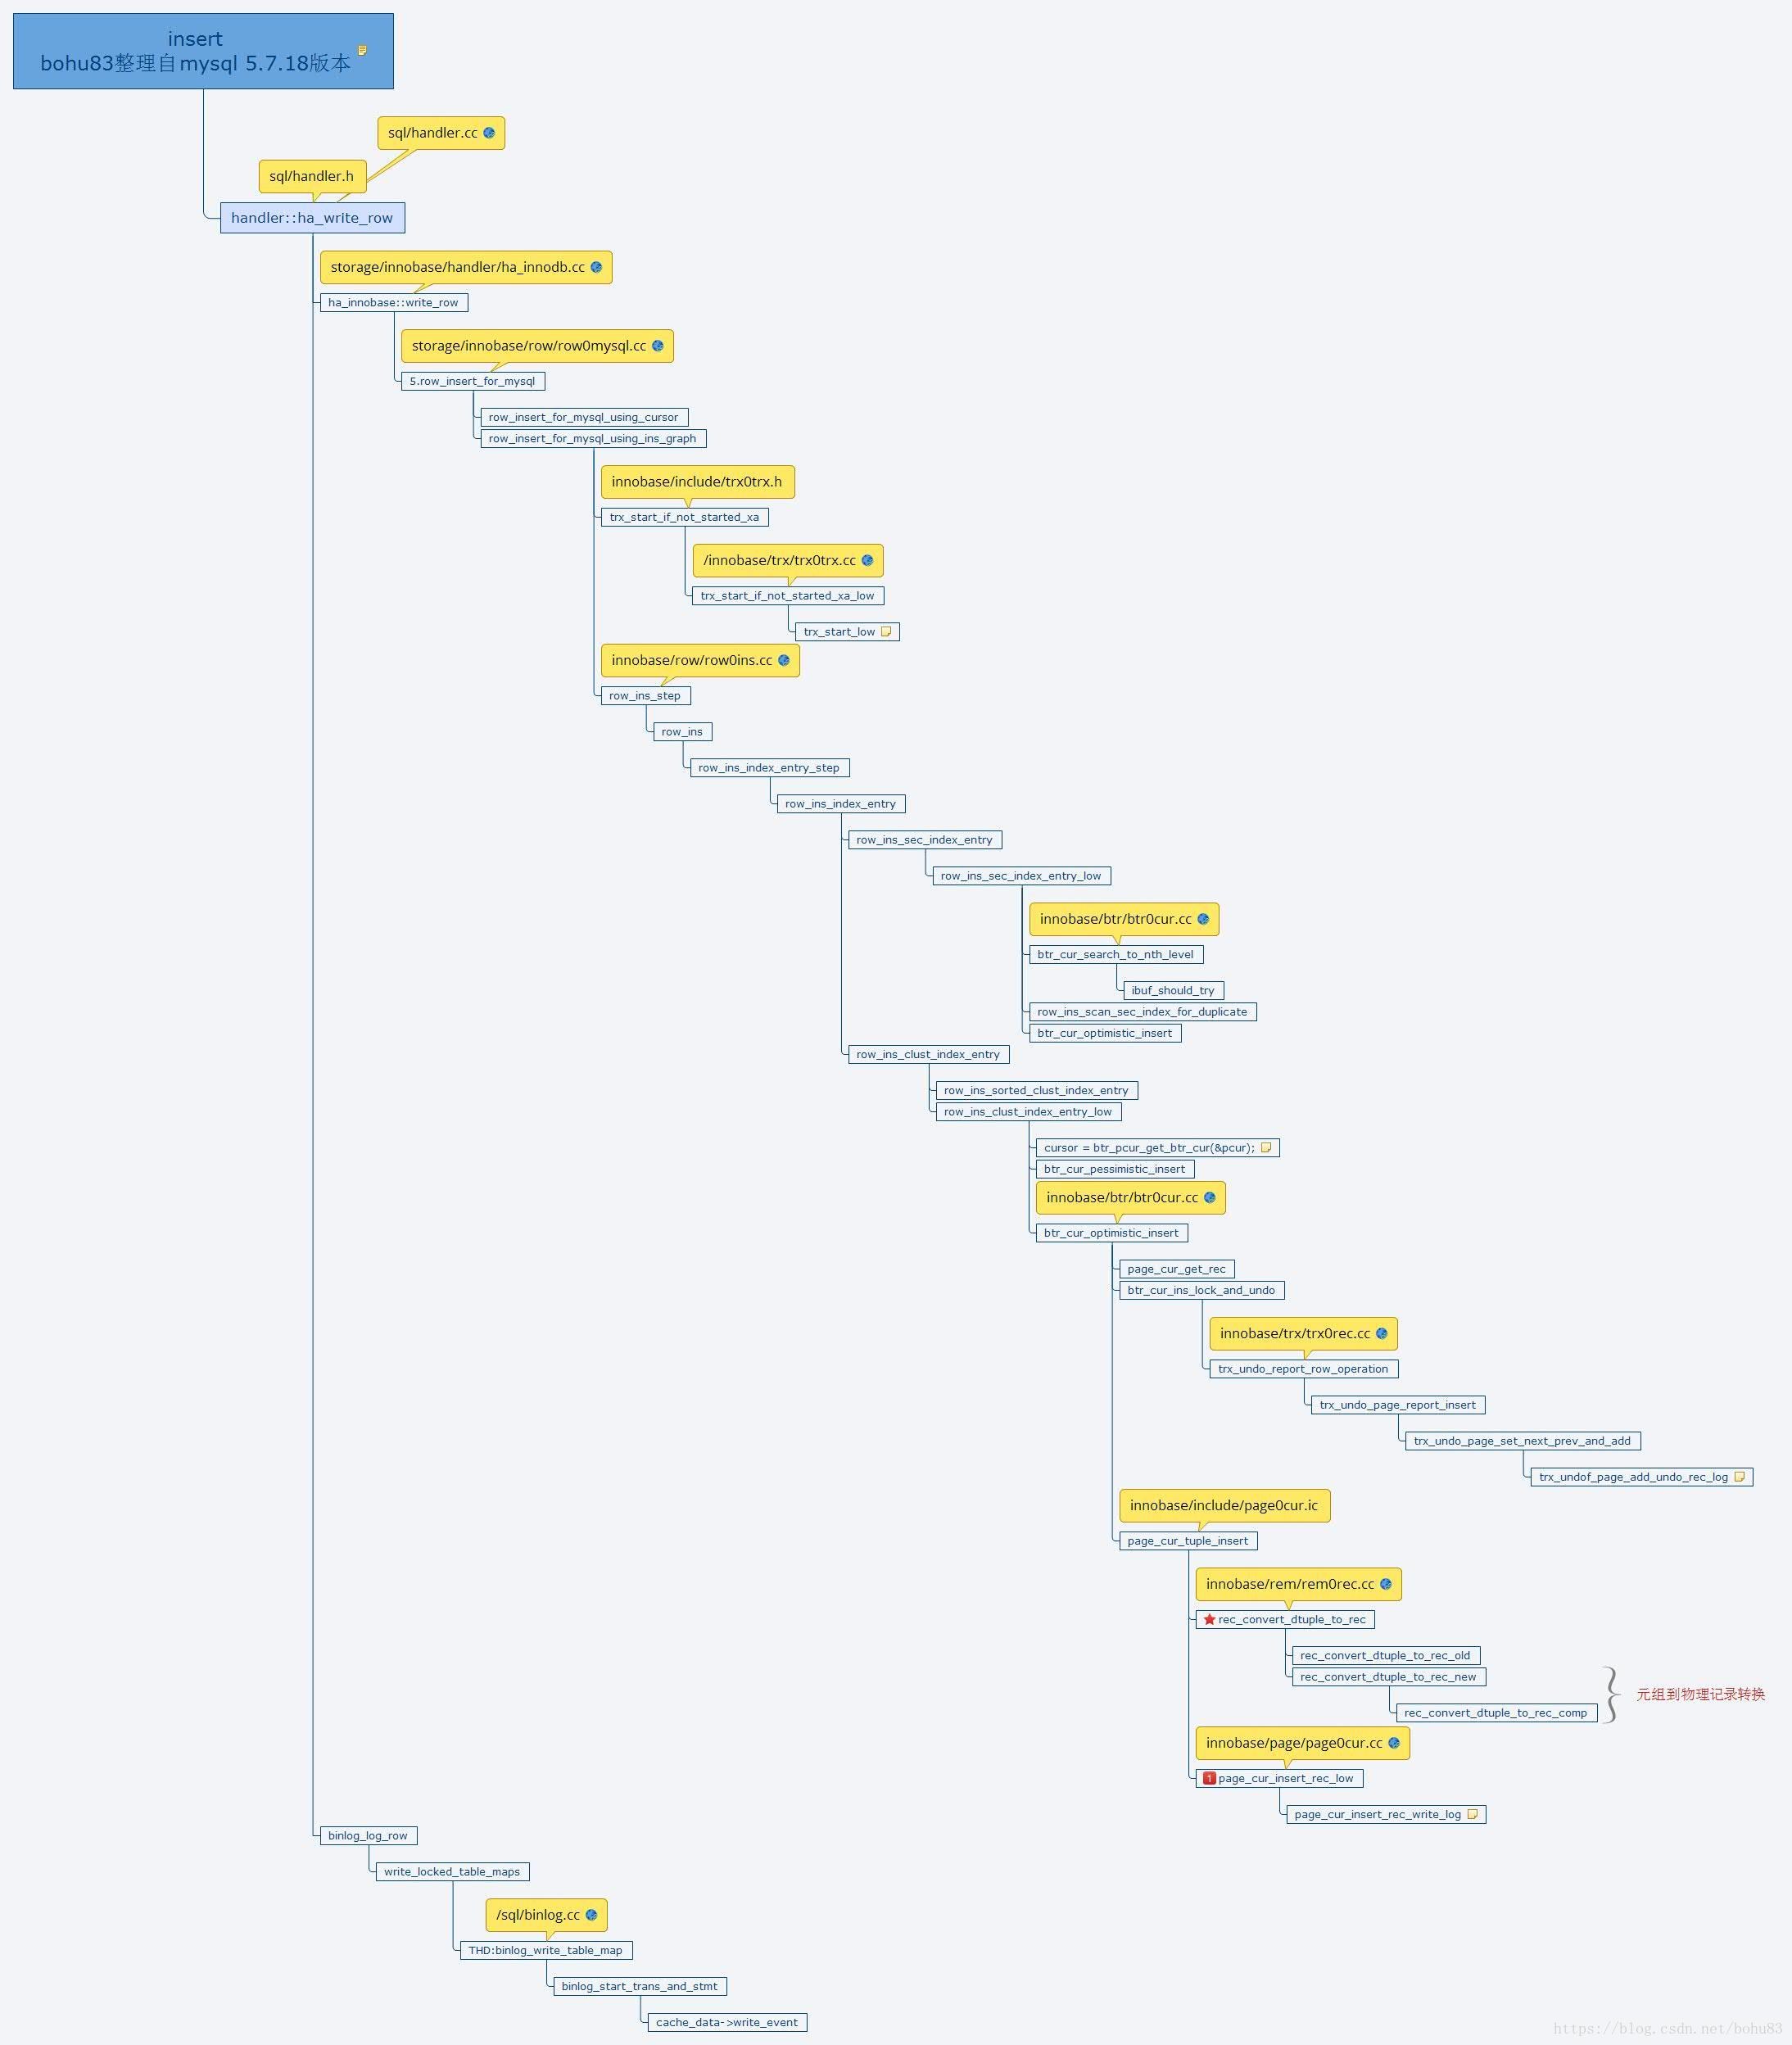 insert
bohu83整理自mysql 5.7.18版本
sql/handler.cc
sql/handler.h
handler::ha_write_row
storage/innobase/handler/ha_innodb.cc
ha_innobase::write_row
storage/innobase/row/row0mysql.cc
5.row_insert_for_mysql
row_insert_for_mysql_using_cursor
row_insert_for_mysql_using_ins_graph
innobase/include/trx0trx.h
trx_start_if_not_started_xa
/innobase/trx/trx0trx.cc
trx_start_if_not_started_xa_low
trx_start_low
innobase/row/row0ins.cc
row_ins_step
row_ins
row_ins_index_entry_step
row_ins_index_entry
row_ins_sec_index_entry
row_ins_sec_index_entry_low
innobase/btr/btr0cur.cc
btr_cur_search_to_nth_level
ibuf_should_try
row_ins_scan_sec_index_for_duplicate
btr_cur_optimistic_insert
row_ins_clust_index_entry
row_ins_sorted_clust_index_entry
row_ins_clust_index_entry_low
cursor = btr_pcur_get_btr_cur(&pcur);
btr_cur_pessimistic_insert
innobase/btr/btr0cur.cc
btr_cur_optimistic_insert
page_cur_get_rec
btr_cur_ins_lock_and_undo
innobase/trx/trx0rec.cc
trx_undo_report_row_operation
trx_undo_page_report_insert
trx_undo_page_set_next_prev_and_add
trx_undof_page_add_undo_rec_log
innobase/include/page0cur.ic
page_cur_tuple_insert
innobase/rem/rem0rec.cc
rec_convert_dtuple_to_rec
rec_convert_dtuple_to_rec_old
rec_convert_dtuple_to_rec_new
元组到物理记录转换
rec_convert_dtuple_to_rec_comp
innobase/page/page0cur.cc
1 page_cur_insert_rec_low
page_cur_insert_rec_write_log
binlog_log_row
write_locked_table_maps
/sql/binlog.cc
THD:binlog_write_table_map
binlog_start_trans_and_stmt
cache_data->write_event
https://blog.csdn.net/bohu83